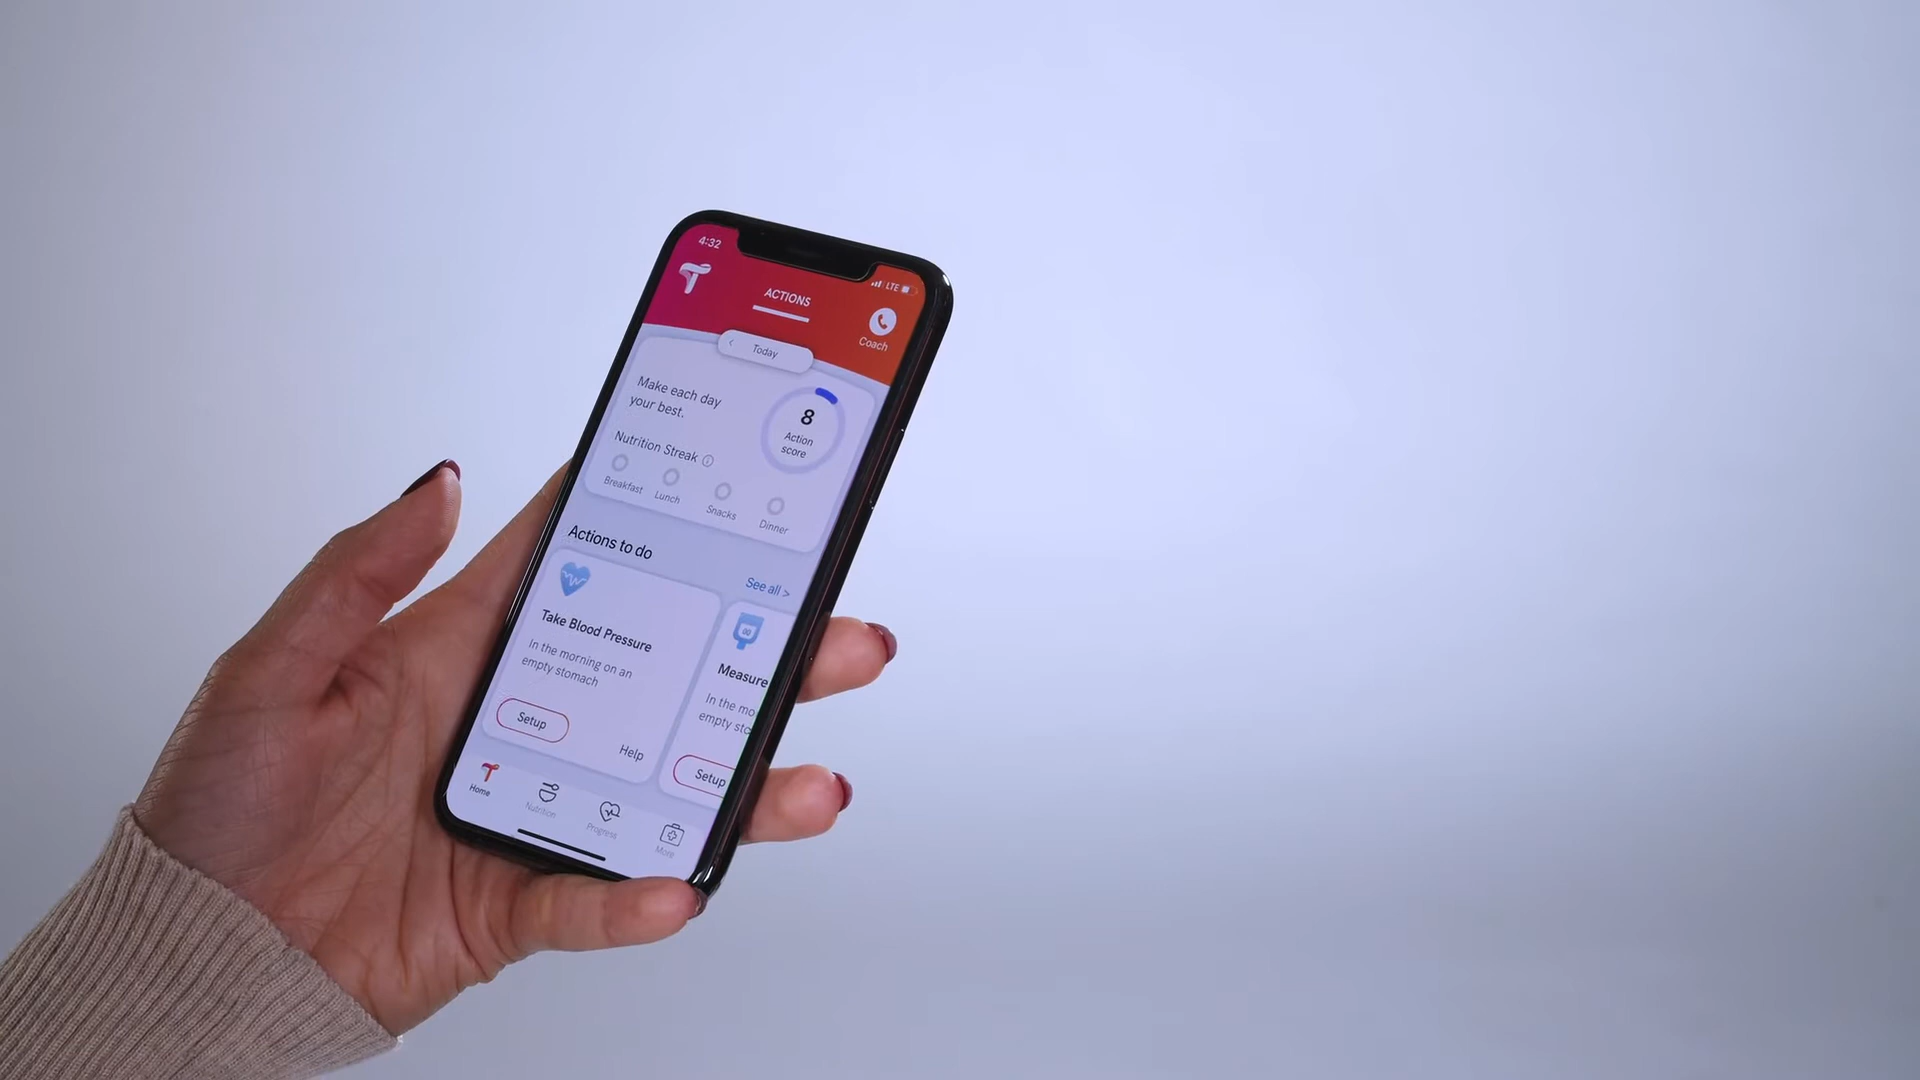 4:32
LTE
ACTIONS
Coach
Today
Make each day
your best.
8
Action
score
Nutrition Streak
Breakfast
Lunch
Snacks
Dinner
Actions to do
See all >
Take Blood Pressure
In the morning on an
empty stomach
Setup
Help
Measure
In the mo
empty sto
Setup
Home
Nutrition
Progress
More